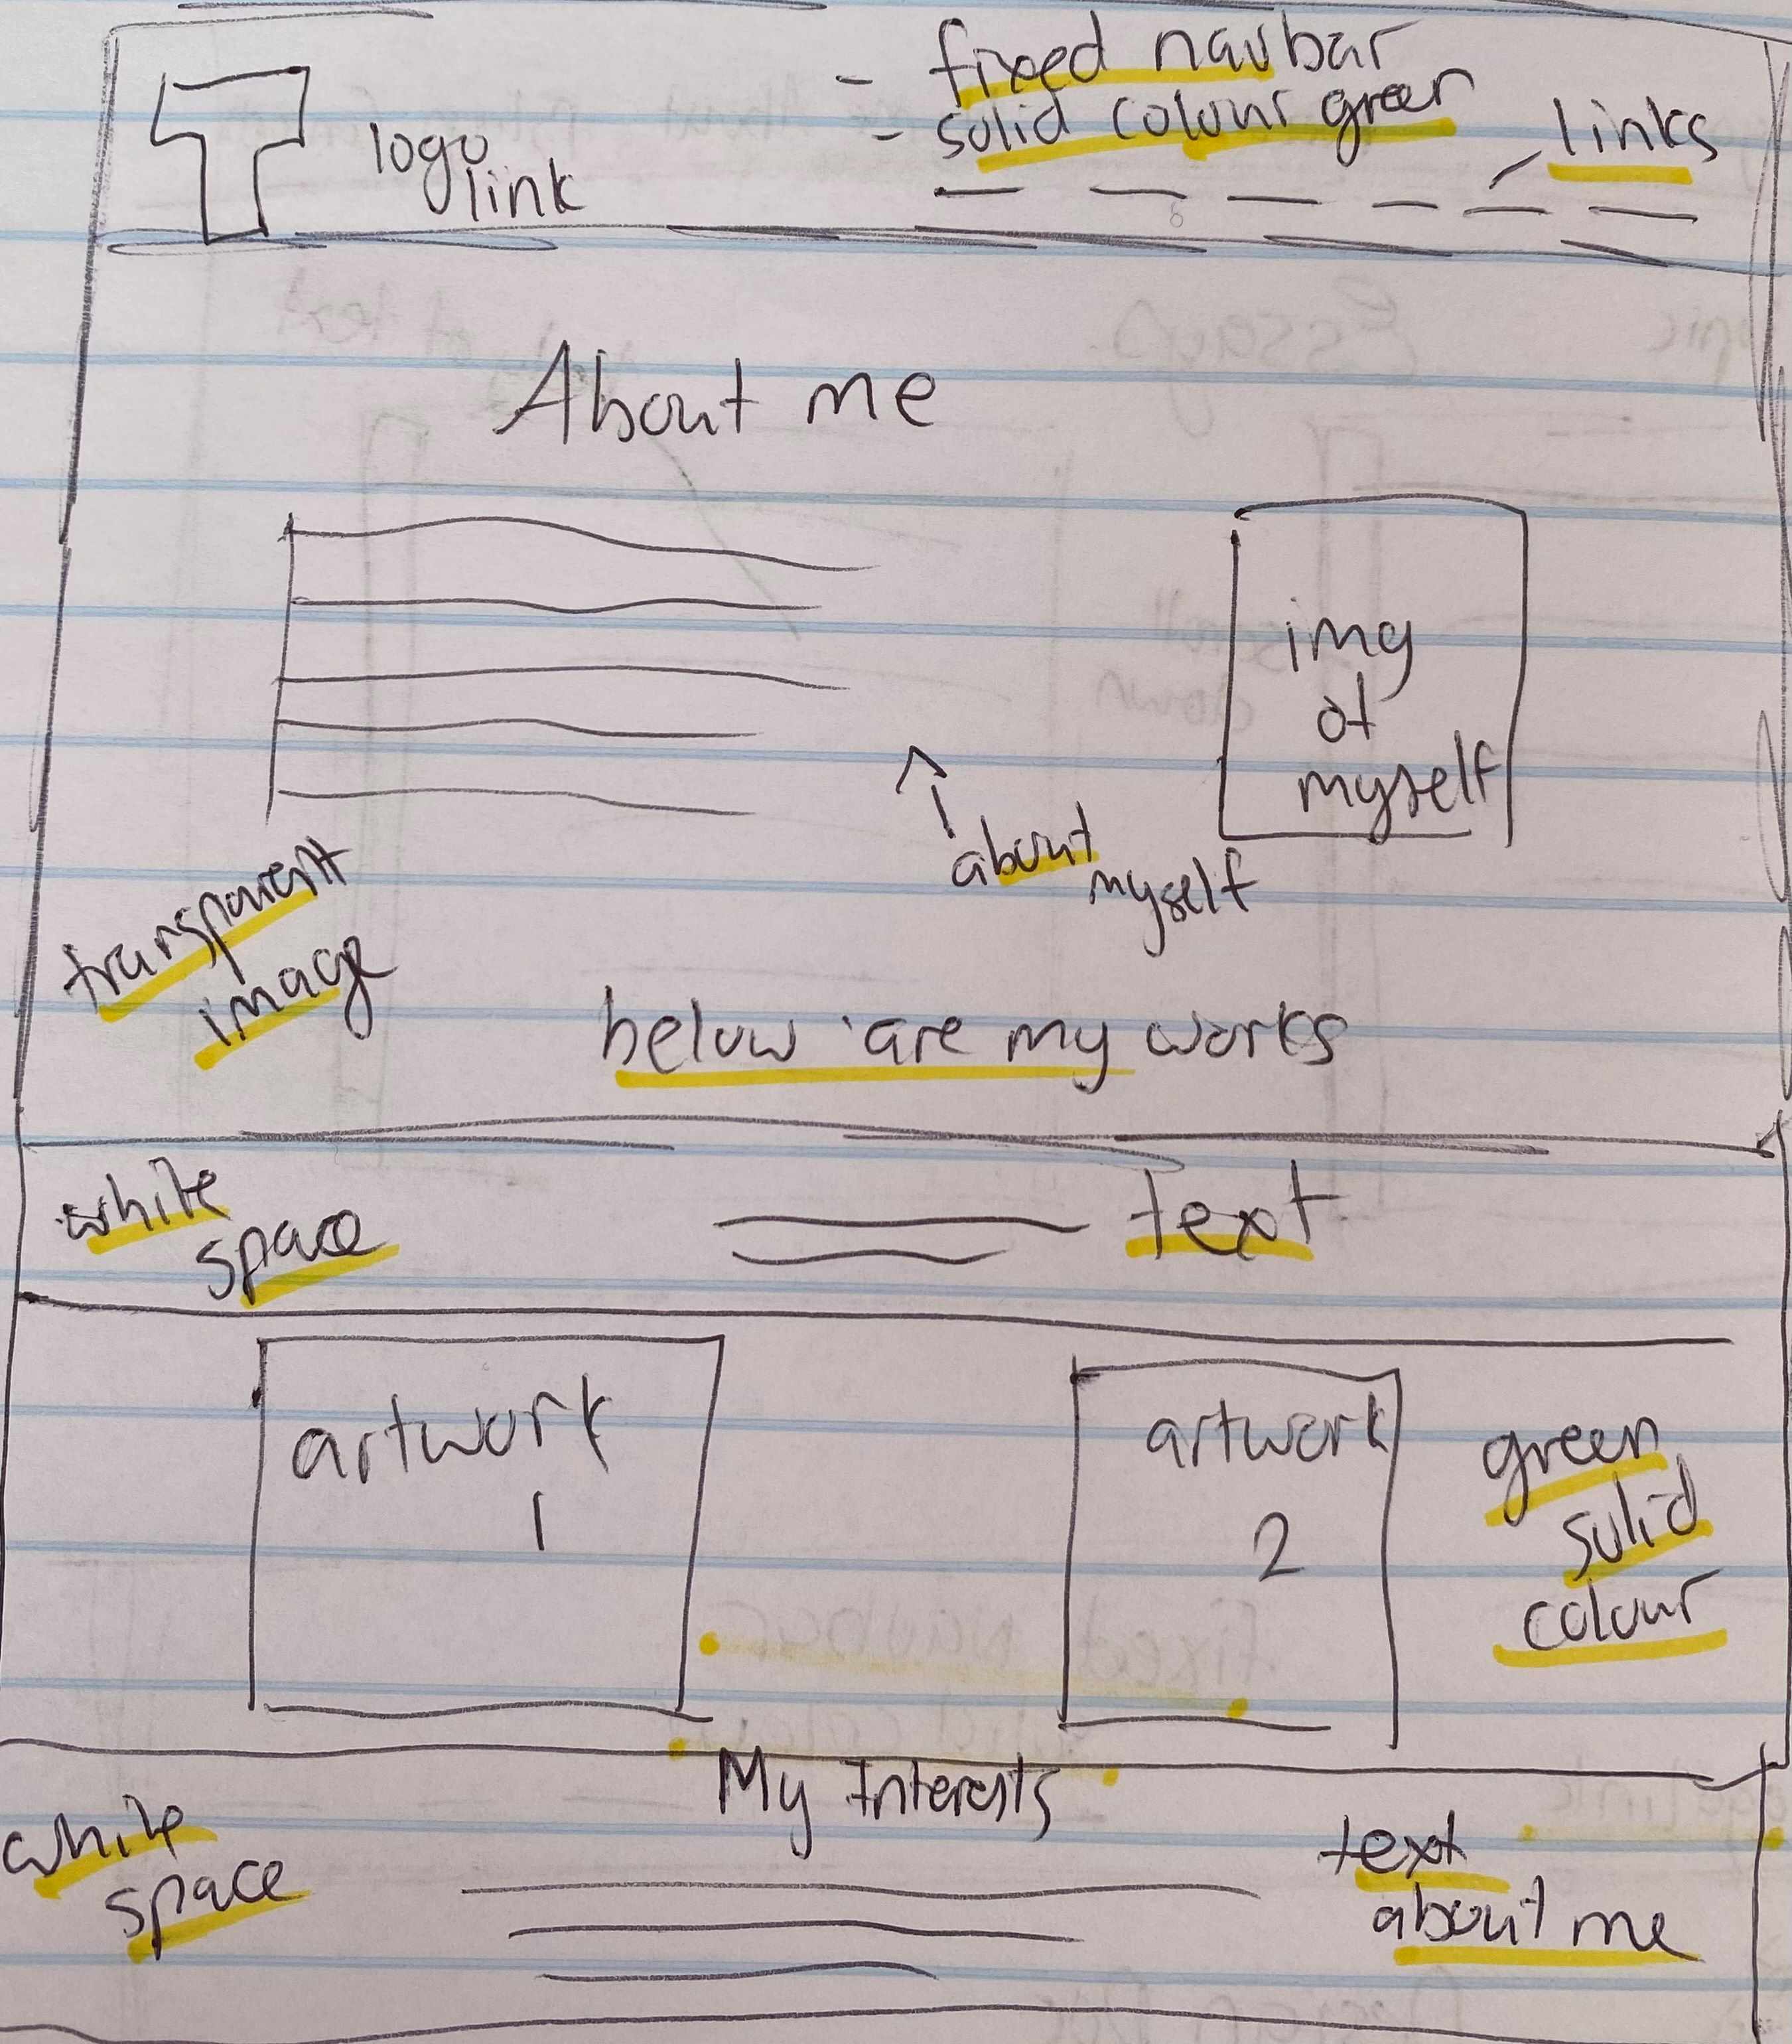 - fixed navbar
- solid colour green
links
logo
link
About me
img
of
myself
about
myself
transparent
image
below are my works
white
space
text
artwork
1
artwork
2
green
solid
colour
My Interests
white
space
text
about me